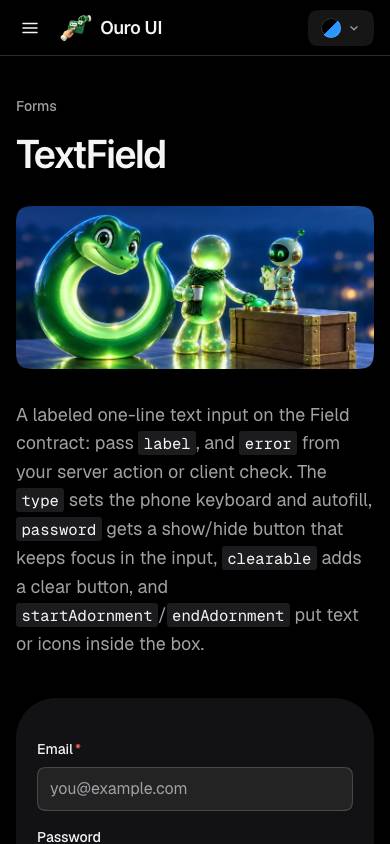 Ouro UI
Forms
TextField
A labeled one-line text input on the Field
contract: pass label, and error from
your server action or client check. The
type sets the phone keyboard and autofill,
password gets a show/hide button that
keeps focus in the input, clearable adds
a clear button, and
startAdornment/endAdornment put text
or icons inside the box.
Email*
you@example.com
Password